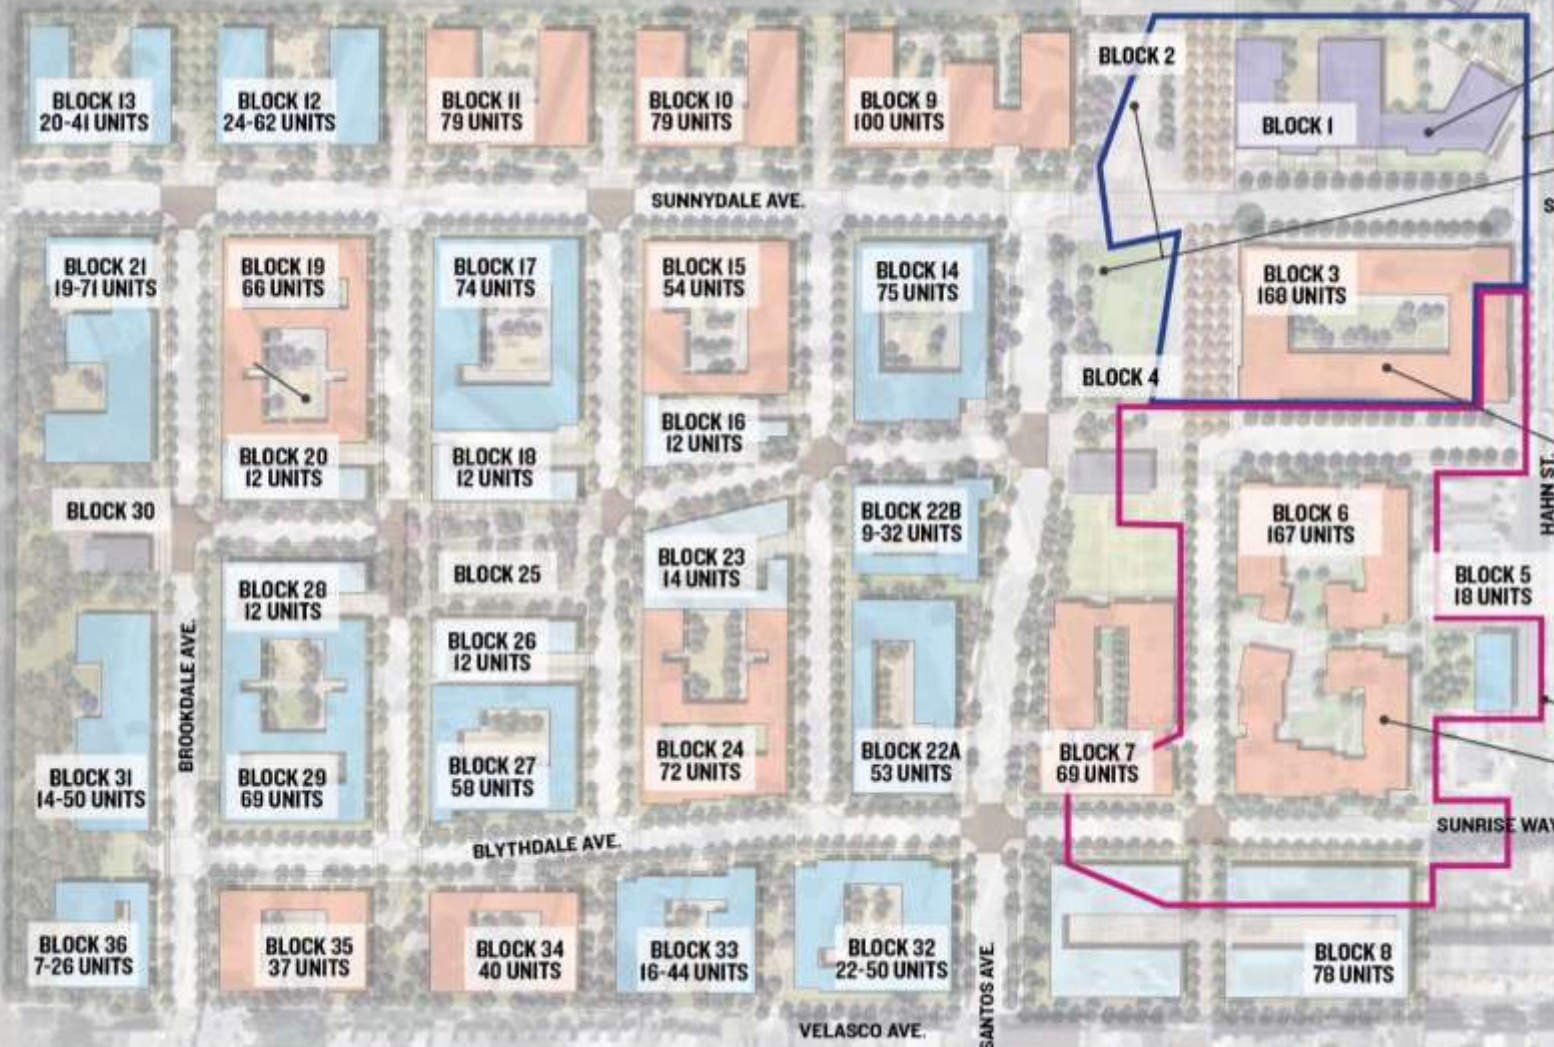 BLOCK 13
20-41 UNITS
BLOCK 12
24-62 UNITS
BLOCK 11
79 UNITS
BLOCK 10
79 UNITS
BLOCK 9
100 UNITS
BLOCK 2
BLOCK 1
SUNNYDALE AVE.
S
BLOCK 21
19-71 UNITS
BLOCK 19
66 UNITS
BLOCK 17
74 UNITS
BLOCK 15
54 UNITS
BLOCK 14
75 UNITS
BLOCK 3
168 UNITS
BLOCK 4
BLOCK 16
12 UNITS
BLOCK 20
12 UNITS
BLOCK 18
12 UNITS
HAHN ST.
BLOCK 30
BLOCK 22B
9-32 UNITS
BLOCK 6
167 UNITS
BLOCK 28
12 UNITS
BLOCK 25
BLOCK 23
14 UNITS
BLOCK 5
18 UNITS
BROOKDALE AVE.
BLOCK 26
12 UNITS
BLOCK 31
14-50 UNITS
BLOCK 29
69 UNITS
BLOCK 27
58 UNITS
BLOCK 24
72 UNITS
BLOCK 22A
53 UNITS
BLOCK 7
69 UNITS
BLYTHDALE AVE.
SUNRISE WAY
BLOCK 36
7-26 UNITS
BLOCK 35
37 UNITS
BLOCK 34
40 UNITS
BLOCK 33
16-44 UNITS
BLOCK 32
22-50 UNITS
BLOCK 8
78 UNITS
SANTOS AVE.
VELASCO AVE.